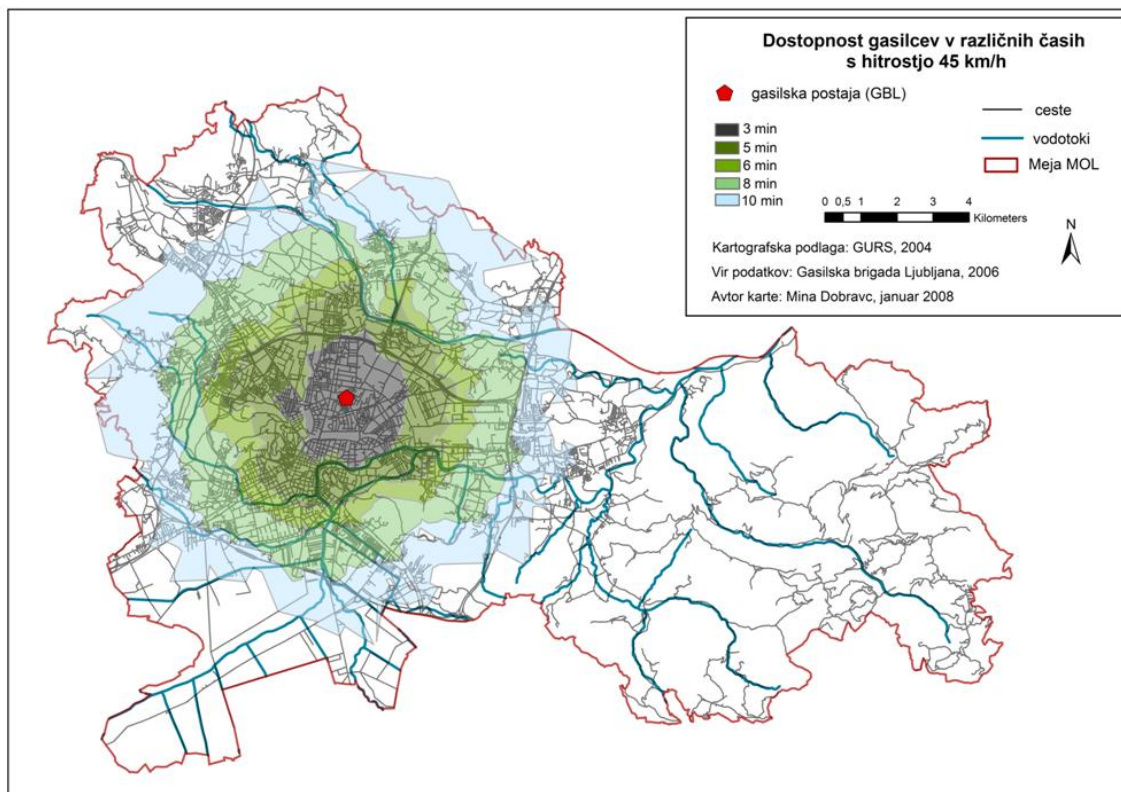 Dostopnost gasilcev v različnih časih
s hitrostjo 45 km/h
gasilska postaja (GBL)
3 min
5 min
6 min
8 min
10 min
ceste
vodotoki
Meja MOL
0 0,5 1 2 3 4
Kilometers
N
Kartografska podlaga: GURS, 2004
Vir podatkov: Gasilska brigada Ljubljana, 2006
Avtor karte: Mina Dobravc, januar 2008